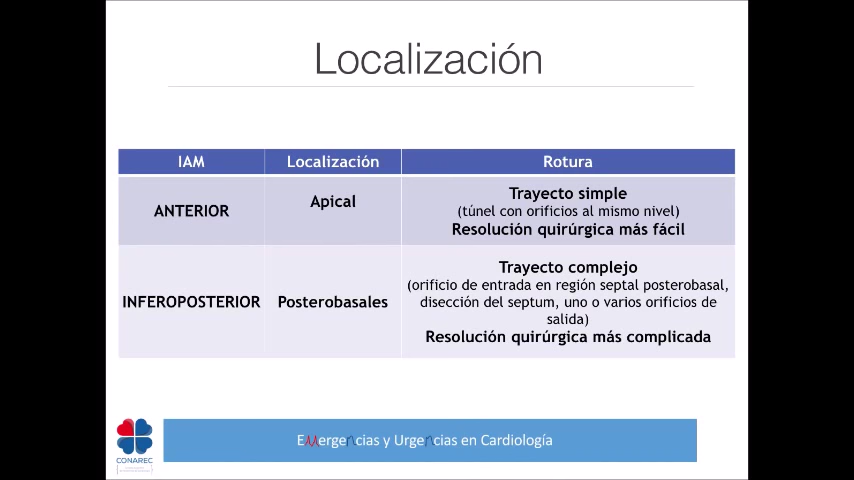 Localización
IAM
Localización
Rotura
ANTERIOR
Apical
Trayecto simple
(túnel con orificios al mismo nivel)
Resolución quirúrgica más fácil
INFEROPOSTERIOR
Posterobasales
Trayecto complejo
(orificio de entrada en región septal posterobasal,
disección del septum, uno o varios orificios de
salida)
Resolución quirúrgica más complicada
Emergencias y Urgencias en Cardiología
CONAREC